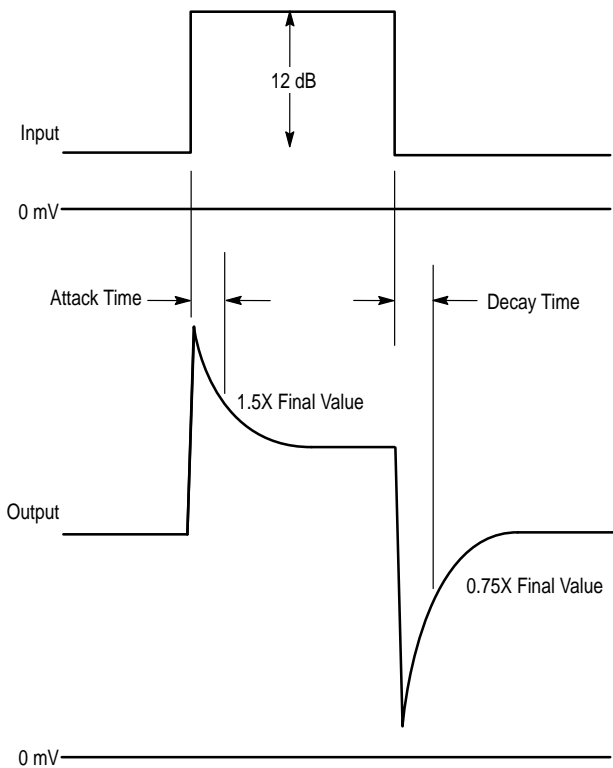 12 dB
Input
0 mV
Attack Time
Decay Time
1.5X Final Value
Output
0.75X Final Value
0 mV